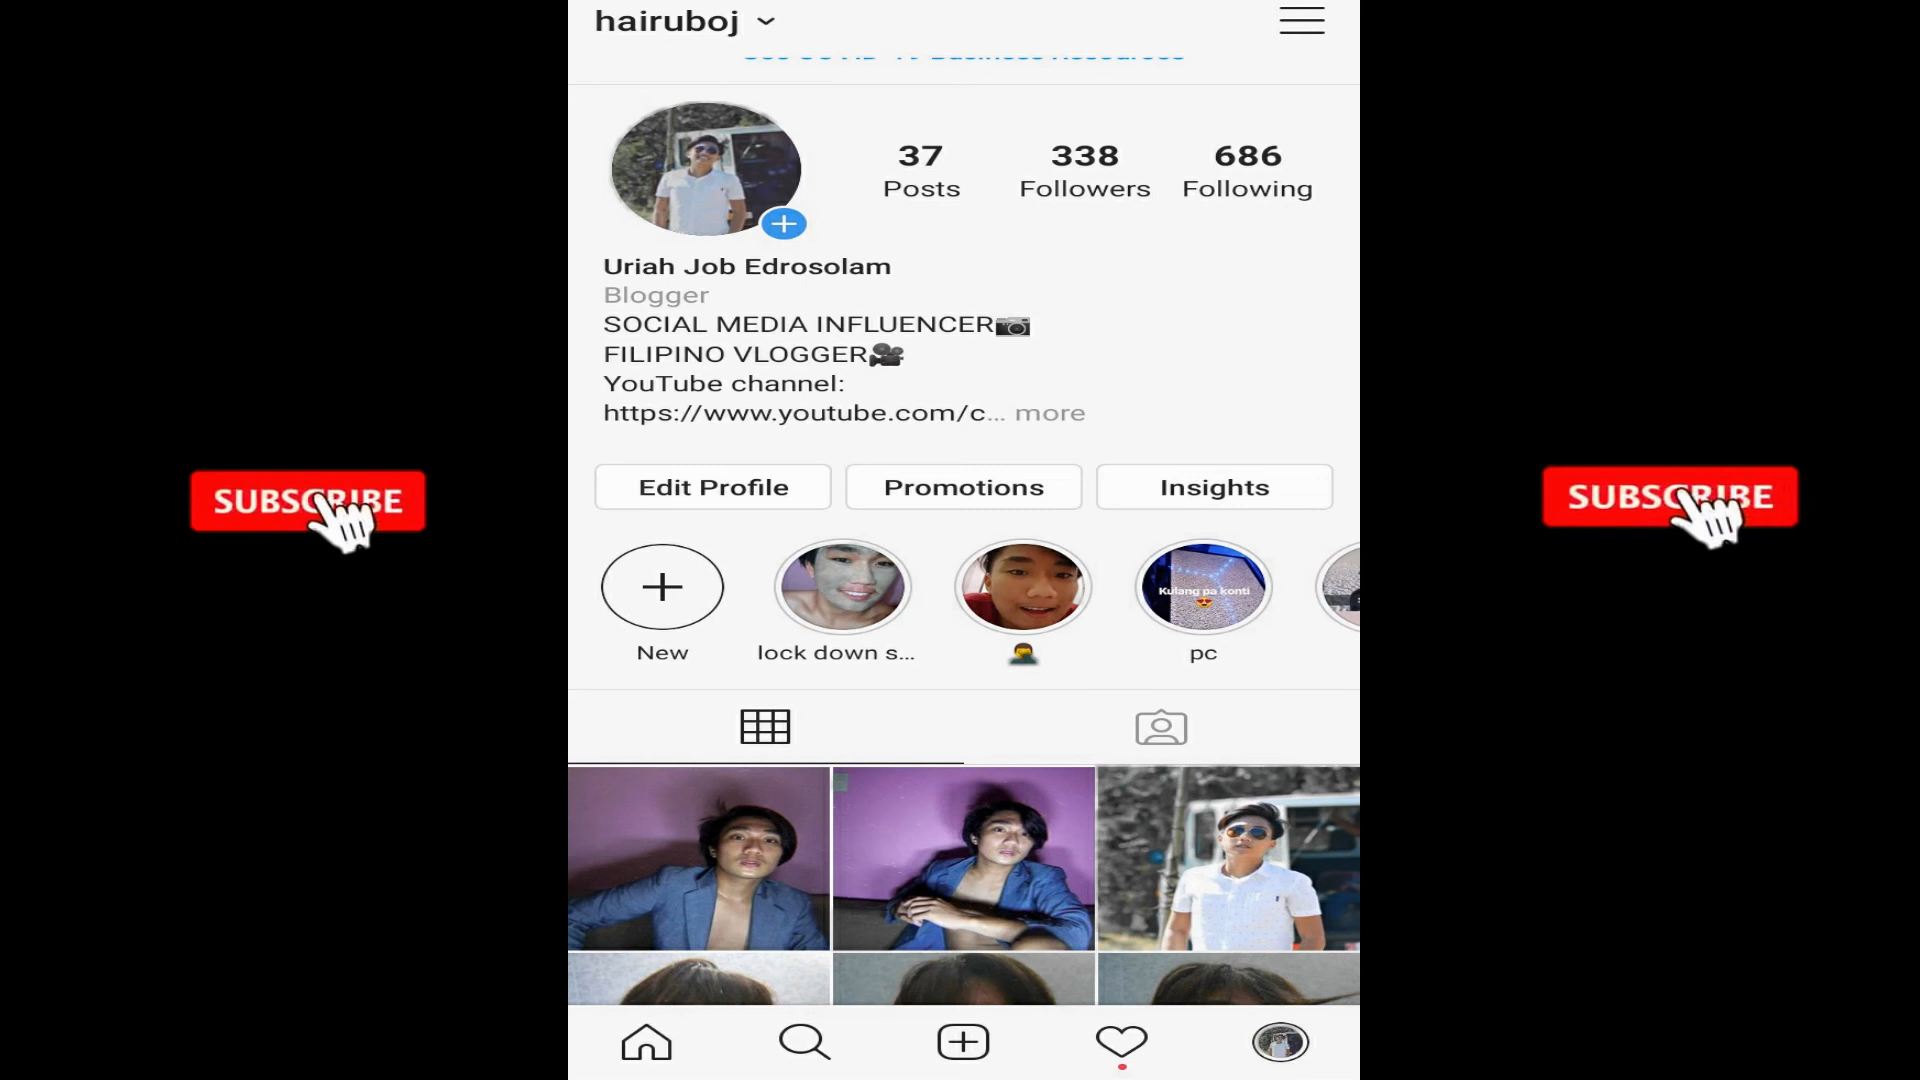 hairuboj
37
Posts
338
Followers
686
Following
Uriah Job Edrosolam
Blogger
SOCIAL MEDIA INFLUENCER📷
FILIPINO VLOGGER🎥
YouTube channel:
https://www.youtube.com/c... more
SUBSCRIBE
Edit Profile
Promotions
Insights
SUBSCRIBE
Kulang pa konti
😍
New
lock down s...
🤦‍♂️
pc